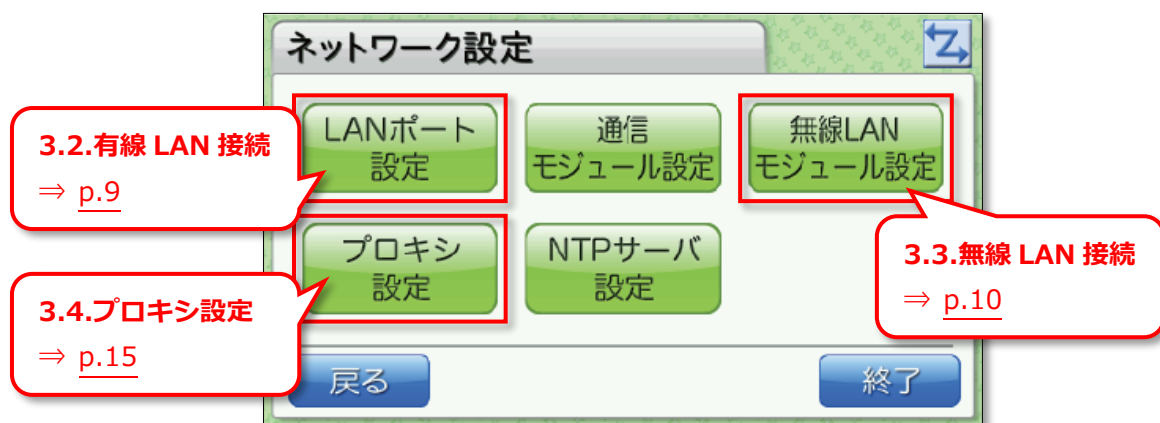 ネットワーク設定
Z
LANポート
設定
通信
モジュール設定
無線LAN
モジュール設定
3.2.有線 LAN 接続
⇒ p.9
プロキシ
設定
NTPサーバ
設定
3.3.無線 LAN 接続
⇒ p.10
3.4.プロキシ設定
⇒ p.15
戻る
終了